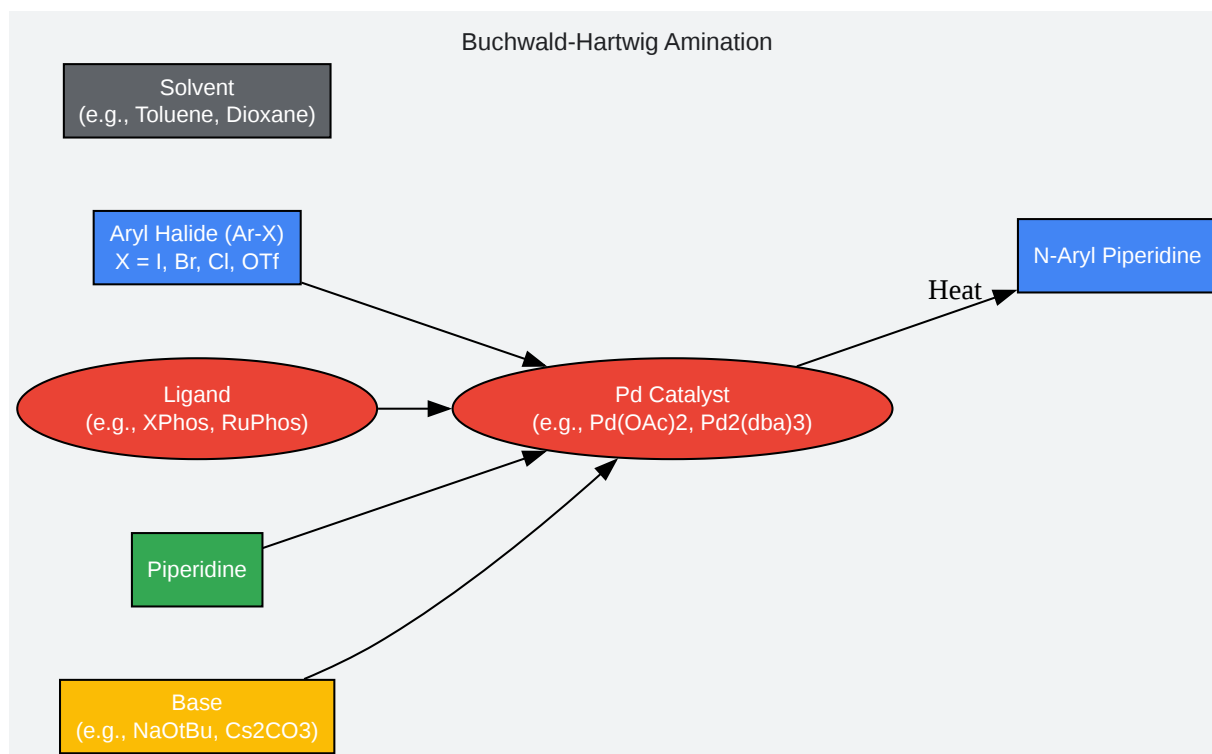 Buchwald-Hartwig Amination
Solvent
(e.g., Toluene, Dioxane)
Aryl Halide (Ar-X)
X = I, Br, Cl, OTf
N-Aryl Piperidine
Heat
Ligand
(e.g., XPhos, RuPhos)
Pd Catalyst
(e.g., Pd(OAc)2, Pd2(dba)3)
Piperidine
Base
(e.g., NaOtBu, Cs2CO3)